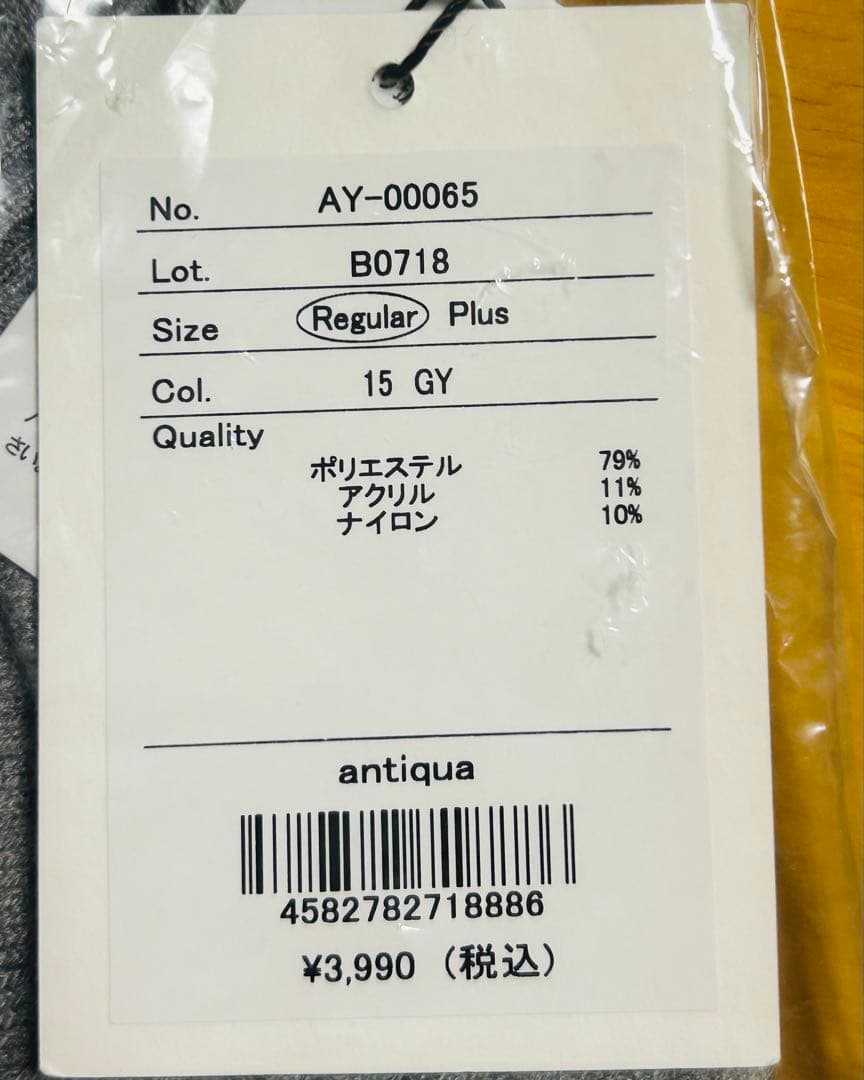 No. AY-00065
Lot. B0718
Size Regular Plus
Col. 15 GY
Quality
ポリエステル 79%
アクリル 11%
ナイロン 10%
antiqua
4582782718886
¥3,990（税込）